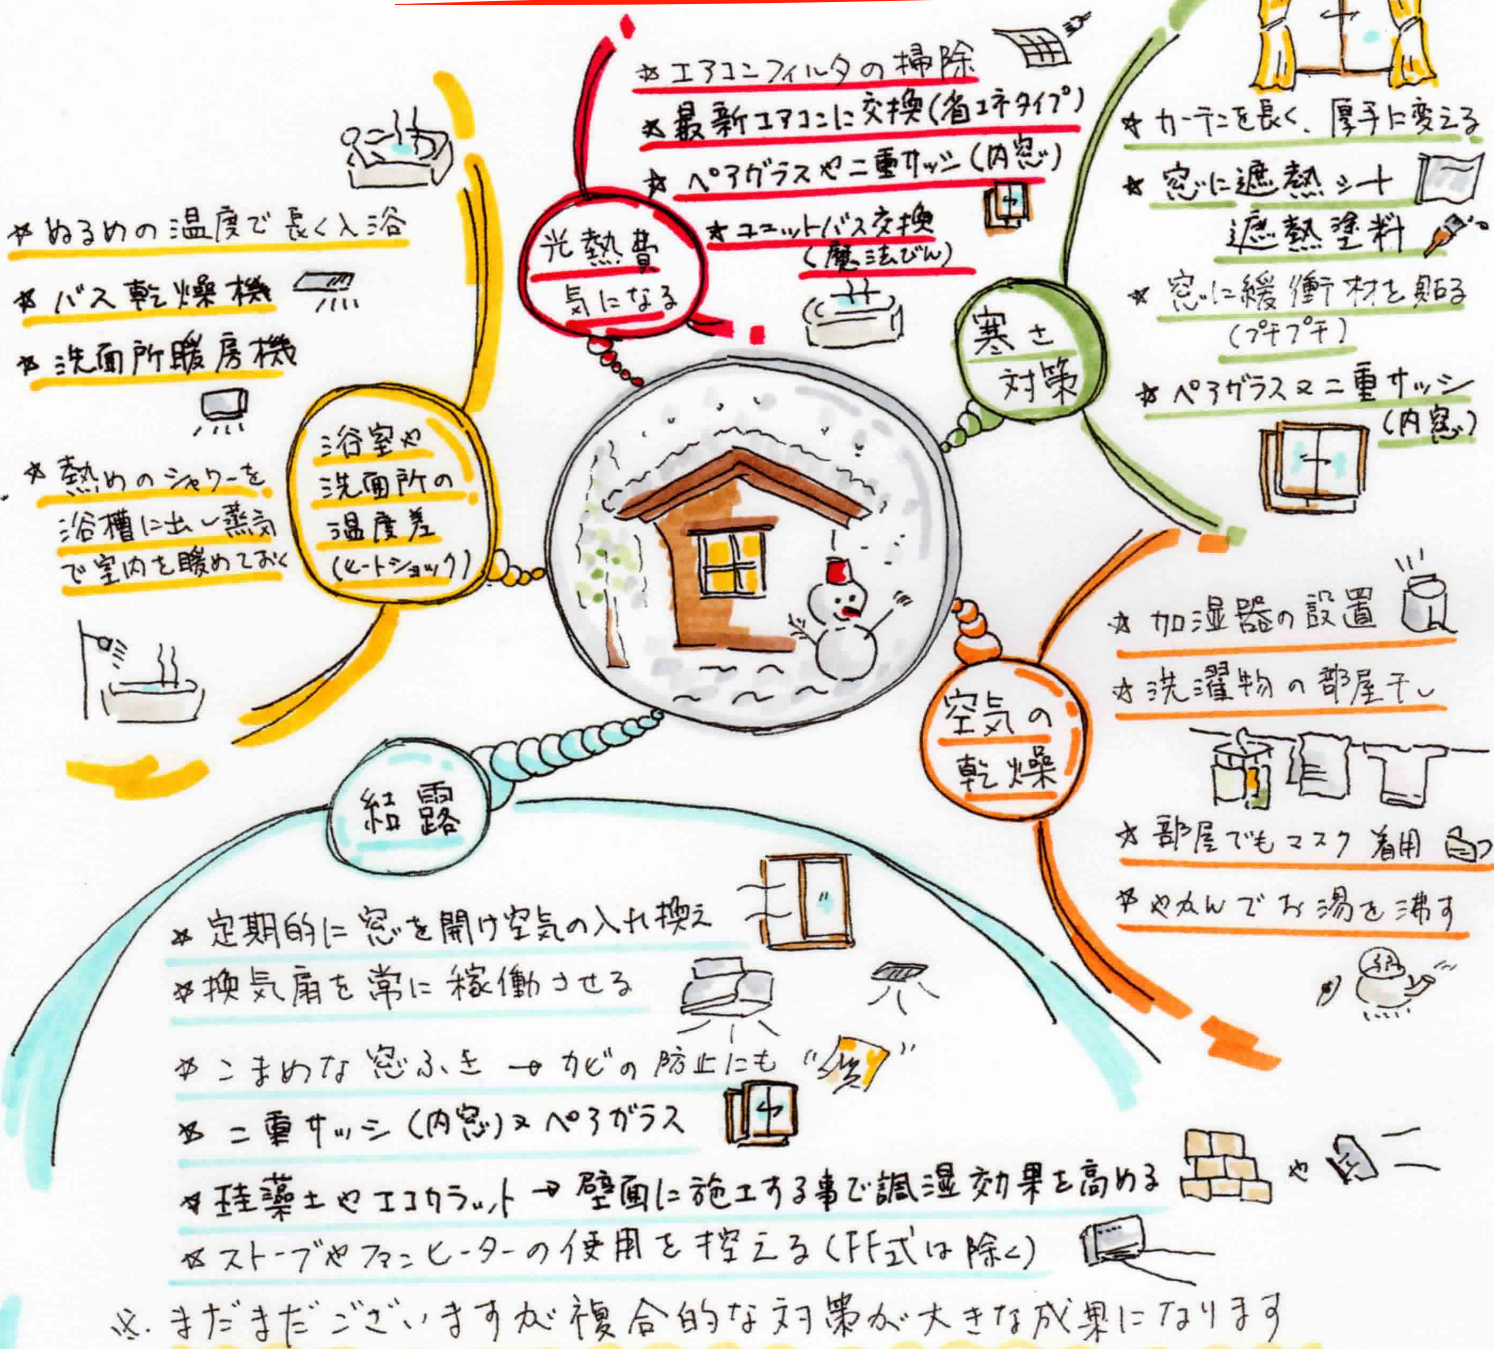 光熱費
気になる
☆エアコンフィルタの掃除
☆最新エアコンに交換(省エネタイプ)
☆ペアガラスや二重サッシ(内窓)
☆ユニットバス交換
(魔法びん)
寒さ
対策
☆カーテンを長く、厚手に変える
☆窓に遮熱シート
遮熱塗料
☆窓に緩衝材を貼る
(プチプチ)
☆ペアガラス又二重サッシ
(内窓)
浴室や
洗面所の
温度差
(ヒートショック)
☆ぬるめの温度で長く入浴
☆バス乾燥機
☆洗面所暖房機
☆熱めのシャワーを
浴槽に出し蒸気
で室内を暖めておく
空気の
乾燥
☆加湿器の設置
☆洗濯物の部屋干し
☆部屋でもマスク着用
☆やかんでお湯を沸す
結露
☆定期的に窓を開け空気の入れ換え
☆換気扇を常に稼働させる
☆こまめな窓ふき→カビの防止にも
☆二重サッシ(内窓)又ペアガラス
☆珪藻土やエコカラット→壁面に施工する事で調湿効果を高める
や
☆ストーブやファンヒーターの使用を控える(FF式は除く)
※.まだまだございますが複合的な対策が大きな成果になります